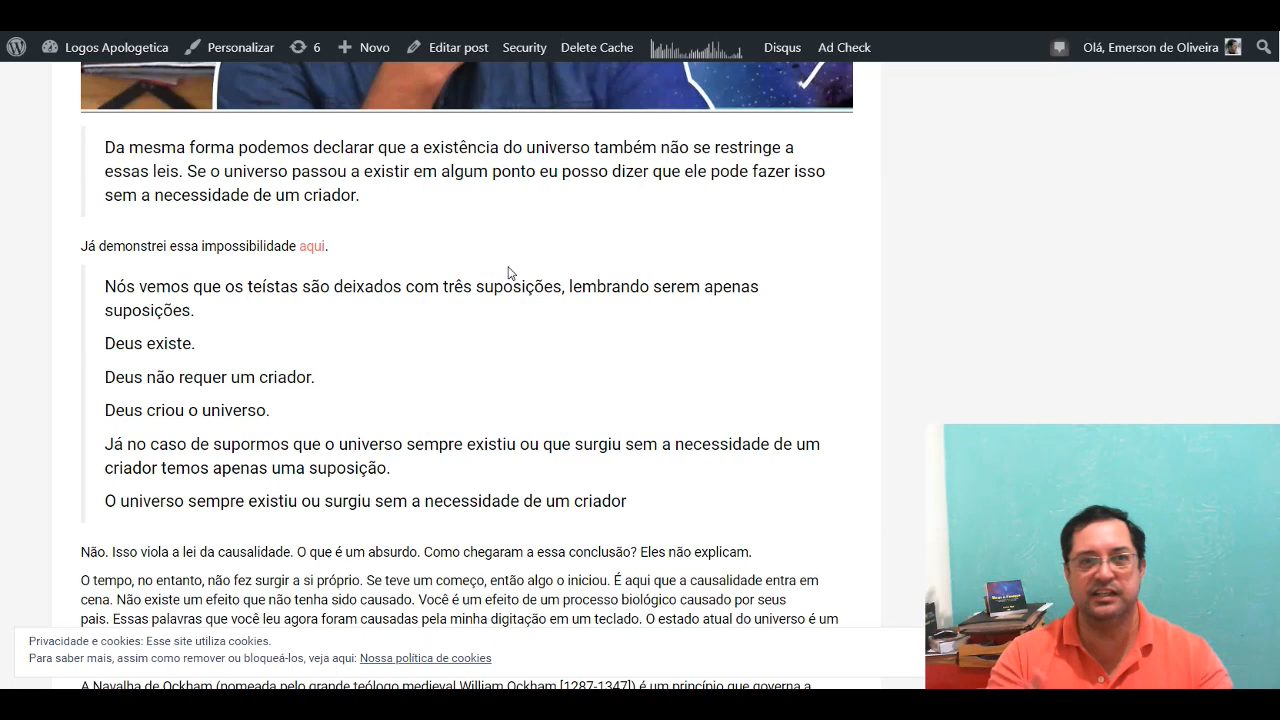 Logos Apologetica Personalizar 6 Novo Editar post Security Delete Cache Disqus Ad Check Olá, Emerson de Oliveira
Da mesma forma podemos declarar que a existência do universo também não se restringe a
essas leis. Se o universo passou a existir em algum ponto eu posso dizer que ele pode fazer isso
sem a necessidade de um criador.
Já demonstrei essa impossibilidade aqui.
Nós vemos que os teístas são deixados com três suposições, lembrando serem apenas
suposições.
Deus existe.
Deus não requer um criador.
Deus criou o universo.
Já no caso de supormos que o universo sempre existiu ou que surgiu sem a necessidade de um
criador temos apenas uma suposição.
O universo sempre existiu ou surgiu sem a necessidade de um criador
Não. Isso viola a lei da causalidade. O que é um absurdo. Como chegaram a essa conclusão? Eles não explicam.
O tempo, no entanto, não fez surgir a si próprio. Se teve um começo, então algo o iniciou. É aqui que a causalidade entra em
cena. Não existe um efeito que não tenha sido causado. Você é um efeito de um processo biológico causado por seus
pais. Essas palavras que você leu agora foram causadas pela minha digitação em um teclado. O estado atual do universo é um
Privacidade e cookies: Esse site utiliza cookies.
Para saber mais, assim como remover ou bloqueá-los, veja aqui: Nossa política de cookies
A Navalha de Ockham (nomeada pelo grande teólogo medieval William Ockham [1287-1347]) é um princípio que governa a